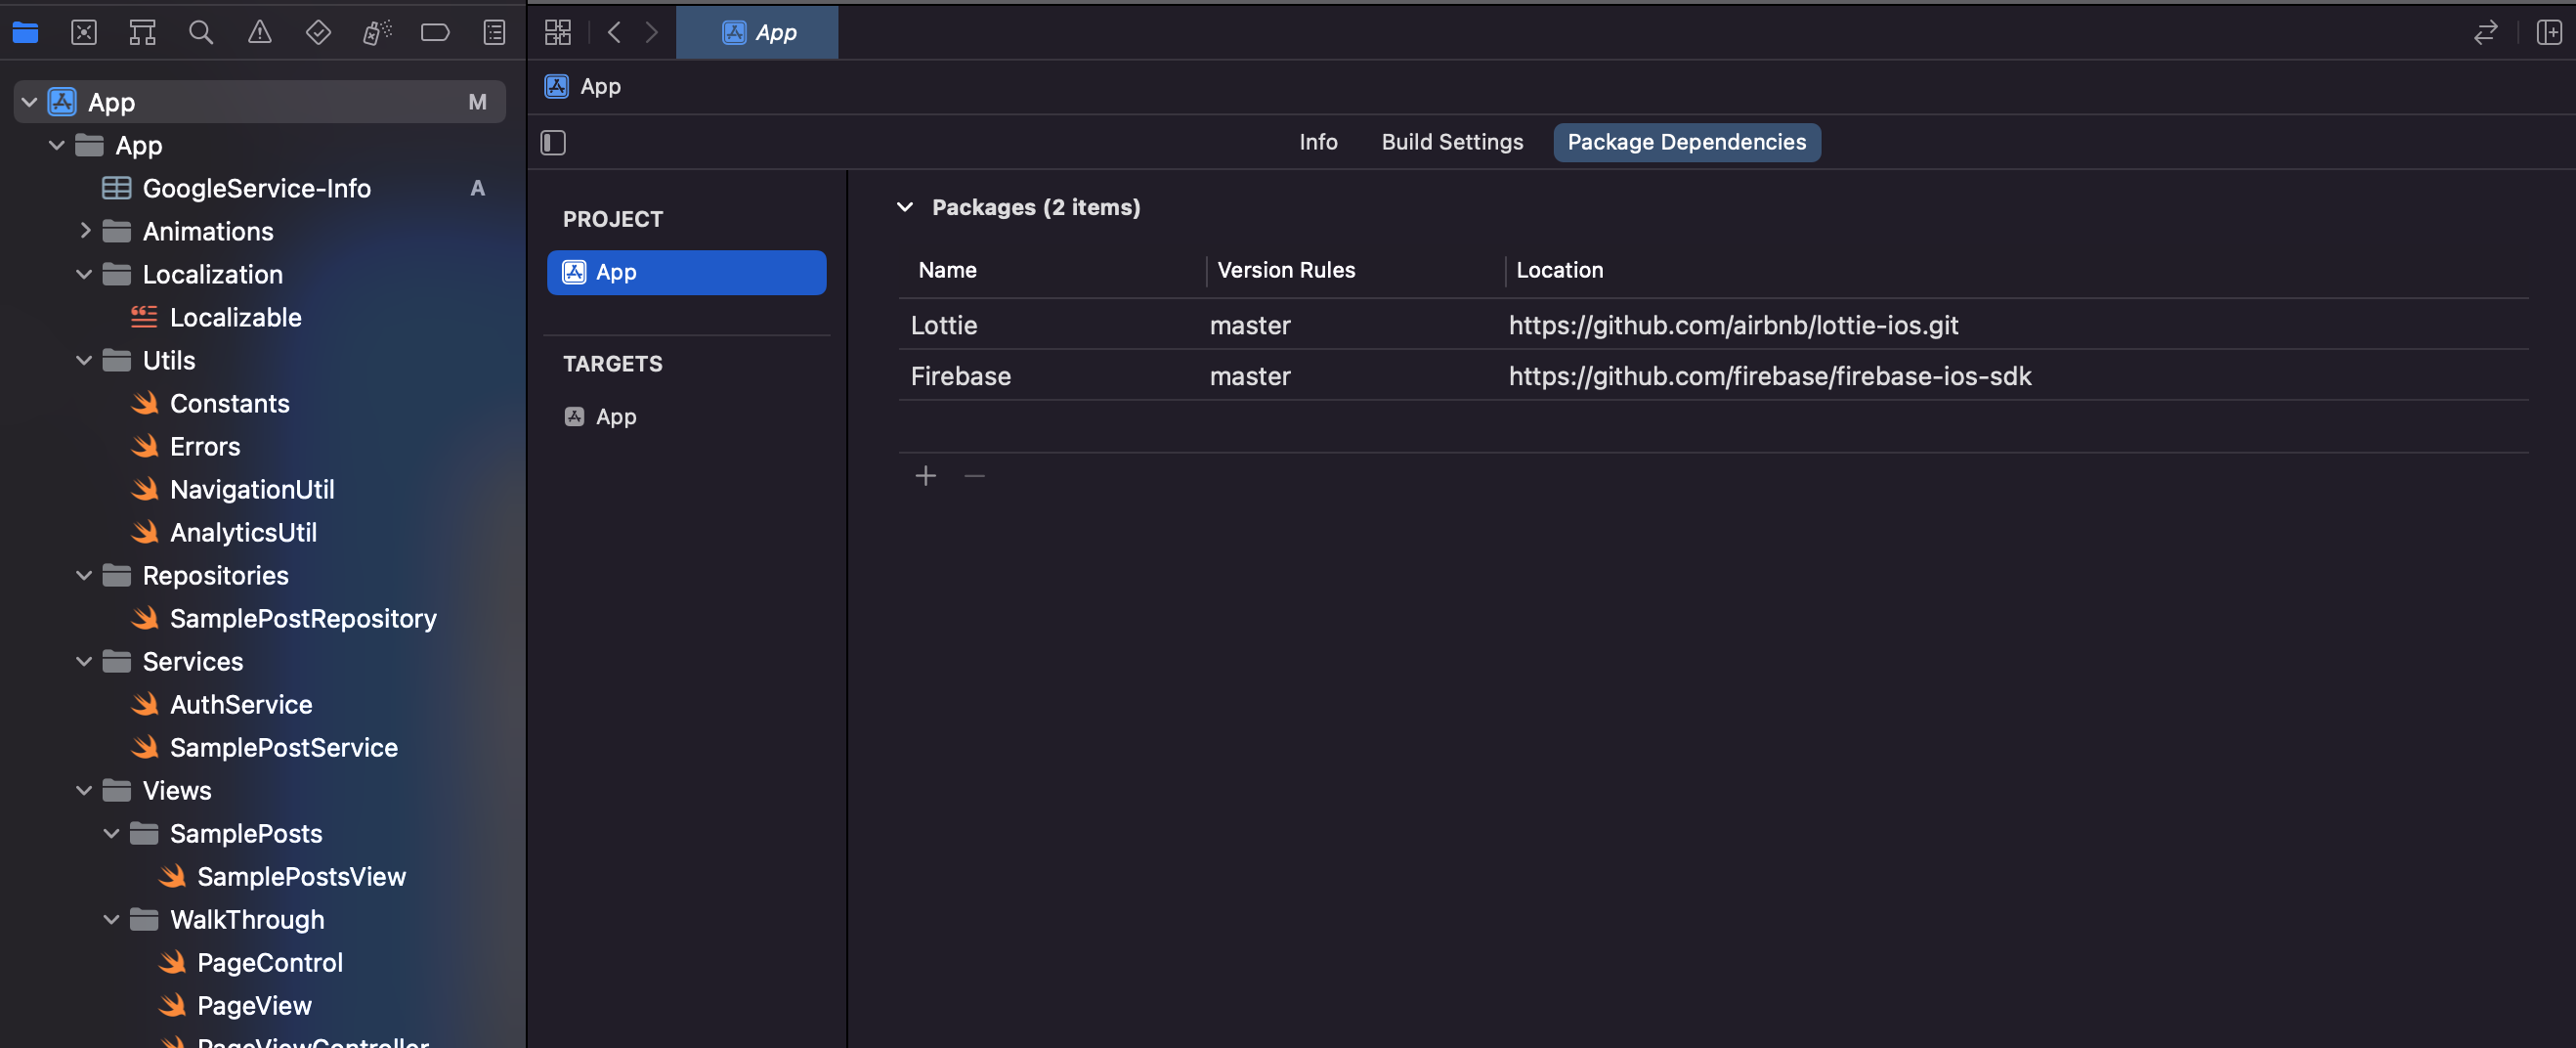 App
App M
App
GoogleService-Info A
Animations
Localization
Localizable
Utils
Constants
Errors
NavigationUtil
AnalyticsUtil
Repositories
SamplePostRepository
Services
AuthService
SamplePostService
Views
SamplePosts
SamplePostsView
WalkThrough
PageControl
PageView
PageViewController
App
Info Build Settings Package Dependencies
PROJECT
App
TARGETS
App
Packages (2 items)
Name Version Rules Location
Lottie master https://github.com/airbnb/lottie-ios.git
Firebase master https://github.com/firebase/firebase-ios-sdk